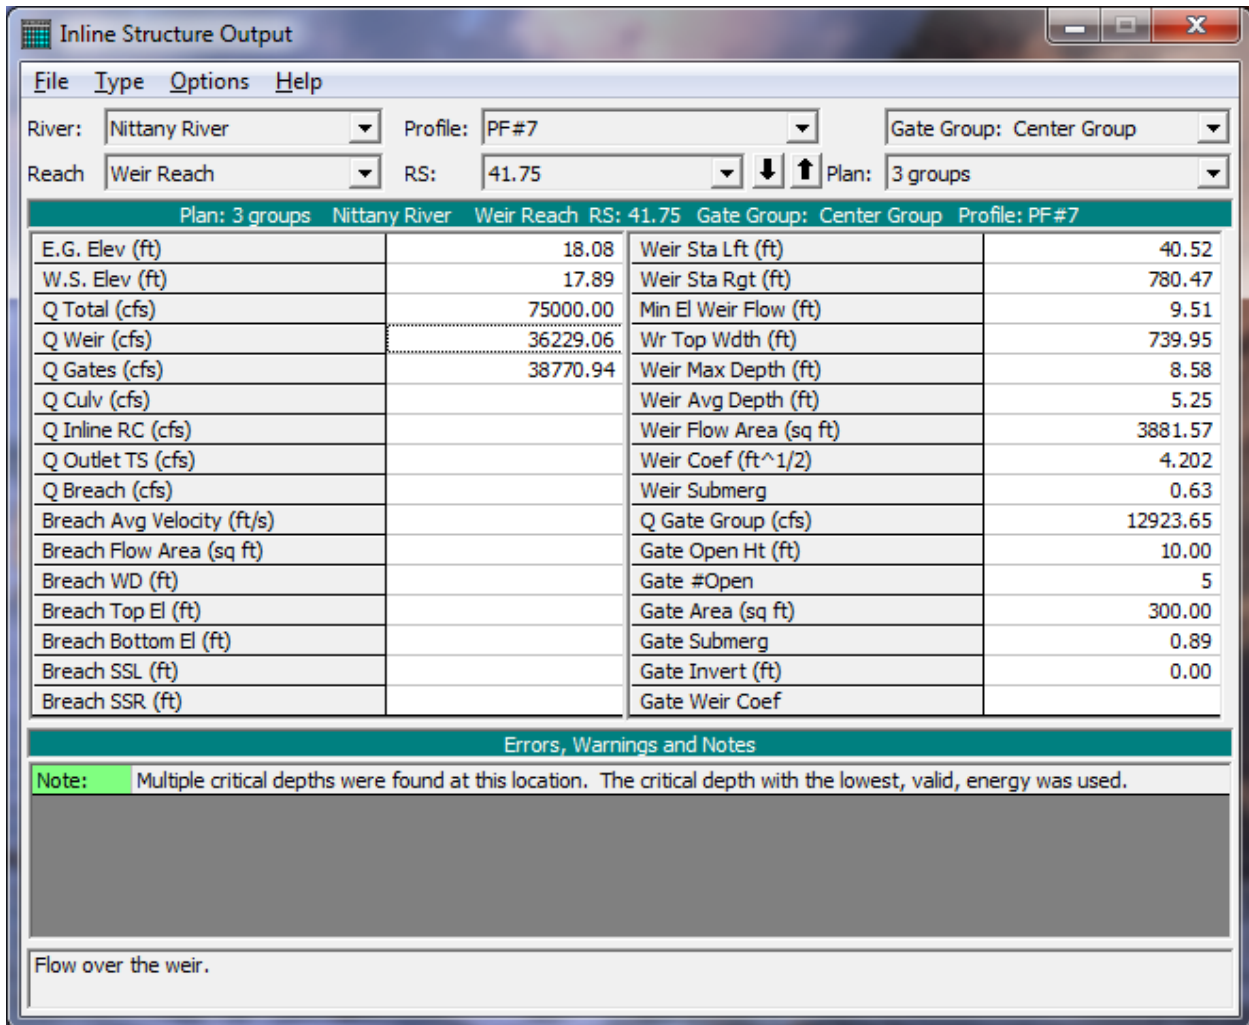 Inline Structure Output
File Type Options Help
River: Nittany River Profile: PF#7 Gate Group: Center Group
Reach Weir Reach RS: 41.75 Plan: 3 groups
Plan: 3 groups Nittany River Weir Reach RS: 41.75 Gate Group: Center Group Profile: PF#7
E.G. Elev (ft) 18.08 Weir Sta Lft (ft) 40.52
W.S. Elev (ft) 17.89 Weir Sta Rgt (ft) 780.47
Q Total (cfs) 75000.00 Min El Weir Flow (ft) 9.51
Q Weir (cfs) 36229.06 Wr Top Wdth (ft) 739.95
Q Gates (cfs) 38770.94 Weir Max Depth (ft) 8.58
Q Culv (cfs) Weir Avg Depth (ft) 5.25
Q Inline RC (cfs) Weir Flow Area (sq ft) 3881.57
Q Outlet TS (cfs) Weir Coef (ft^1/2) 4.202
Q Breach (cfs) Weir Submerg 0.63
Breach Avg Velocity (ft/s) Q Gate Group (cfs) 12923.65
Breach Flow Area (sq ft) Gate Open Ht (ft) 10.00
Breach WD (ft) Gate #Open 5
Breach Top El (ft) Gate Area (sq ft) 300.00
Breach Bottom El (ft) Gate Submerg 0.89
Breach SSL (ft) Gate Invert (ft) 0.00
Breach SSR (ft) Gate Weir Coef
Errors, Warnings and Notes
Note: Multiple critical depths were found at this location. The critical depth with the lowest, valid, energy was used.
Flow over the weir.